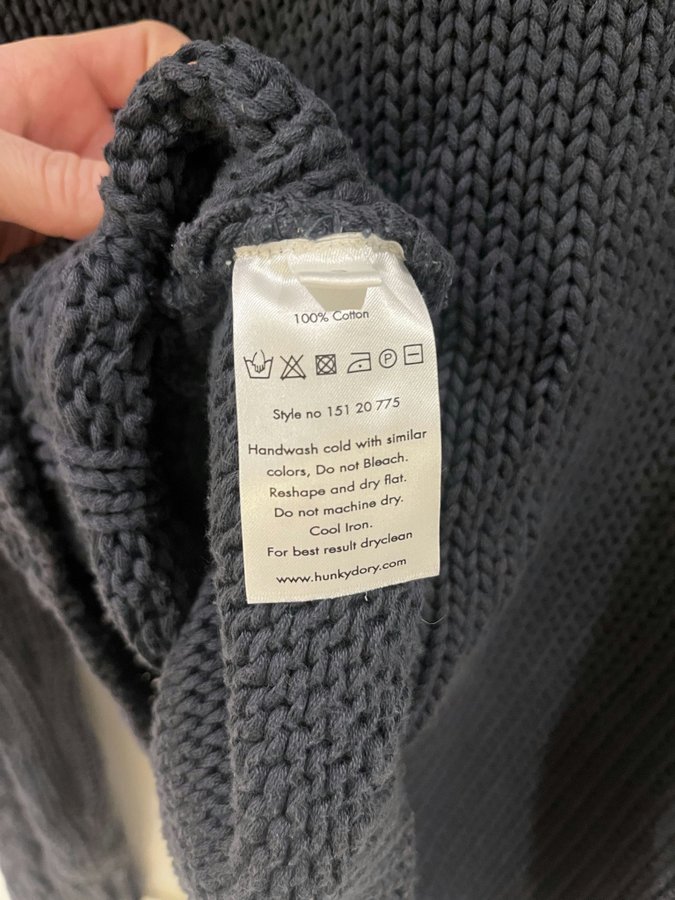 100% Cotton
P
Style no 151 20 775
Handwash cold with similar
colors, Do not Bleach.
Reshape and dry flat.
Do not machine dry.
Cool Iron.
For best result dryclean
www.hunkydory.com